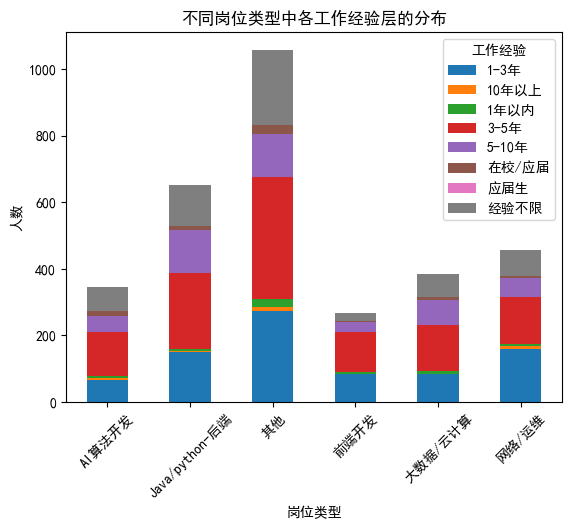 不同岗位类型中各工作经验层的分布
工作经验
1-3年
10年以上
1年以内
3-5年
5-10年
在校/应届
应届生
经验不限
人数
1000
800
600
400
200
0
AI算法开发
Java/python-后端
其他
前端开发
大数据/云计算
网络/运维
岗位类型